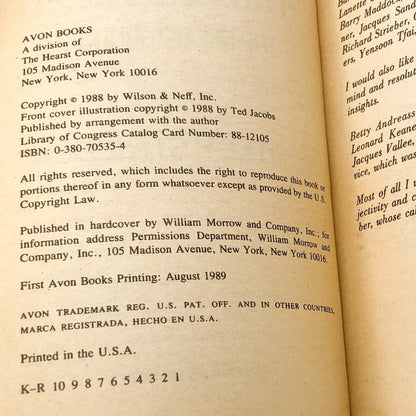 AVON BOOKS
A division of
The Hearst Corporation
105 Madison Avenue
New York, New York 10016
Copyright © 1988 by Wilson & Neff, Inc.
Front cover illustration copyright © 1988 by Ted Jacobs
Published by arrangement with the author
Library of Congress Catalog Card Number: 88-12105
ISBN: 0-380-70535-4
All rights reserved, which includes the right to reproduce this book or
portions thereof in any form whatsoever except as provided by the U.S.
Copyright Law.
Published in hardcover by William Morrow and Company, Inc.; for
information address Permissions Department, William Morrow and
Company, Inc., 105 Madison Avenue, New York, New York 10016.
First Avon Books Printing: August 1989
AVON TRADEMARK REG. U.S. PAT. OFF. AND IN OTHER COUNTRIES,
MARCA REGISTRADA, HECHO EN U.S.A.
Printed in the U.S.A.
K–R 10 9 8 7 6 5 4 3 2 1
Lanette
Barry Maddock
ner, Jacques Sand
Richard Strieber,
ers, Yensoon Tfai,
I would also like
mind and resolu
insights.
Betty Andreass
Leonard Keane
Jacques Vallee,
vice, which wa
Most of all I
jectivity and c
ber, whose ca